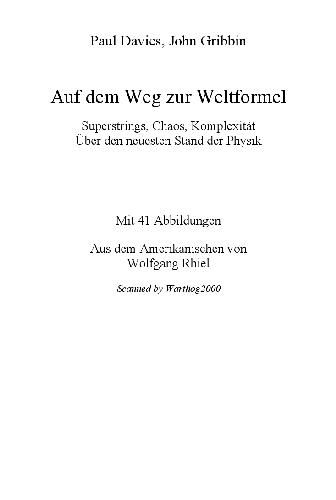 Paul Davies, John Gribbin
Auf dem Weg zur Weltformel
Superstrings, Chaos, Komplexität
Über den neuesten Stand der Physik
Mit 41 Abbildungen
Aus dem Amerikanischen von
Wolfgang Rhiel
Scanned by Warthog2000